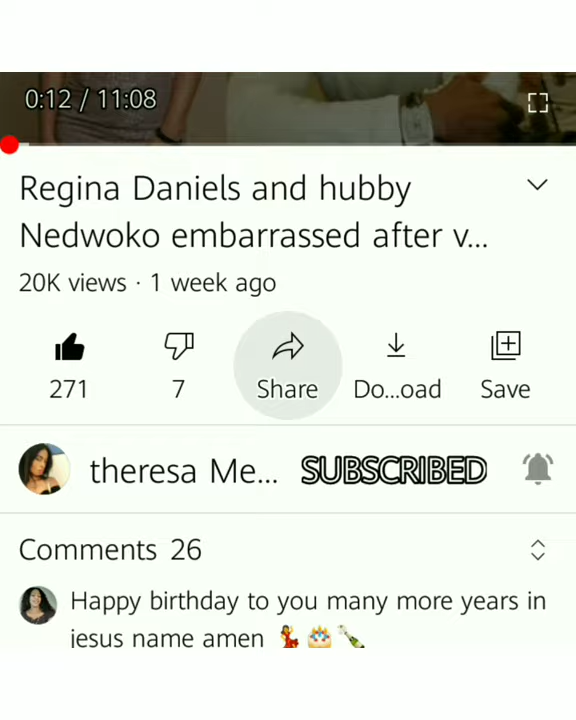 0:12 / 11:08
Regina Daniels and hubby
Nedwoko embarrassed after v...
20K views · 1 week ago
271
7
Share
Do...oad
Save
theresa Me...
SUBSCRIBED
Comments 26
Happy birthday to you many more years in
jesus name amen 💃🎂🍾